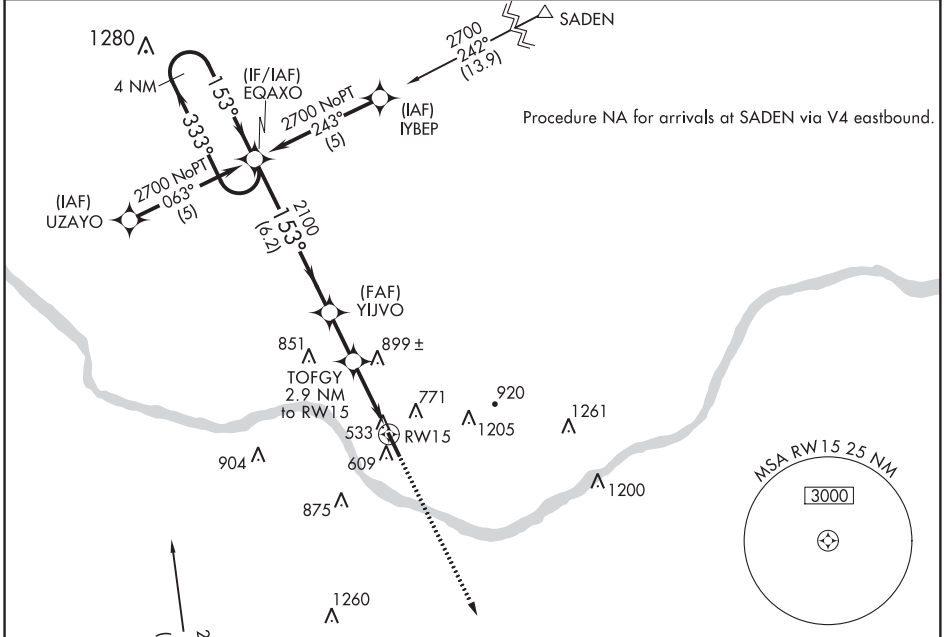 SADEN
2700
242°
(13.9)
1280
4 NM
153°
333°
(IF/IAF)
EQAXO
2700 NoPT
243°
(5)
(IAF)
IYBEP
Procedure NA for arrivals at SADEN via V4 eastbound.
2700 NoPT
063°
(5)
(IAF)
UZAYO
2100
153°
(6.2)
(FAF)
YIJVO
851
899 ±
TOFGY
2.9 NM
to RW15
771
920
1205
1261
533
RW15
609
904
875
1200
MSA RW15 25 NM
3000
1260